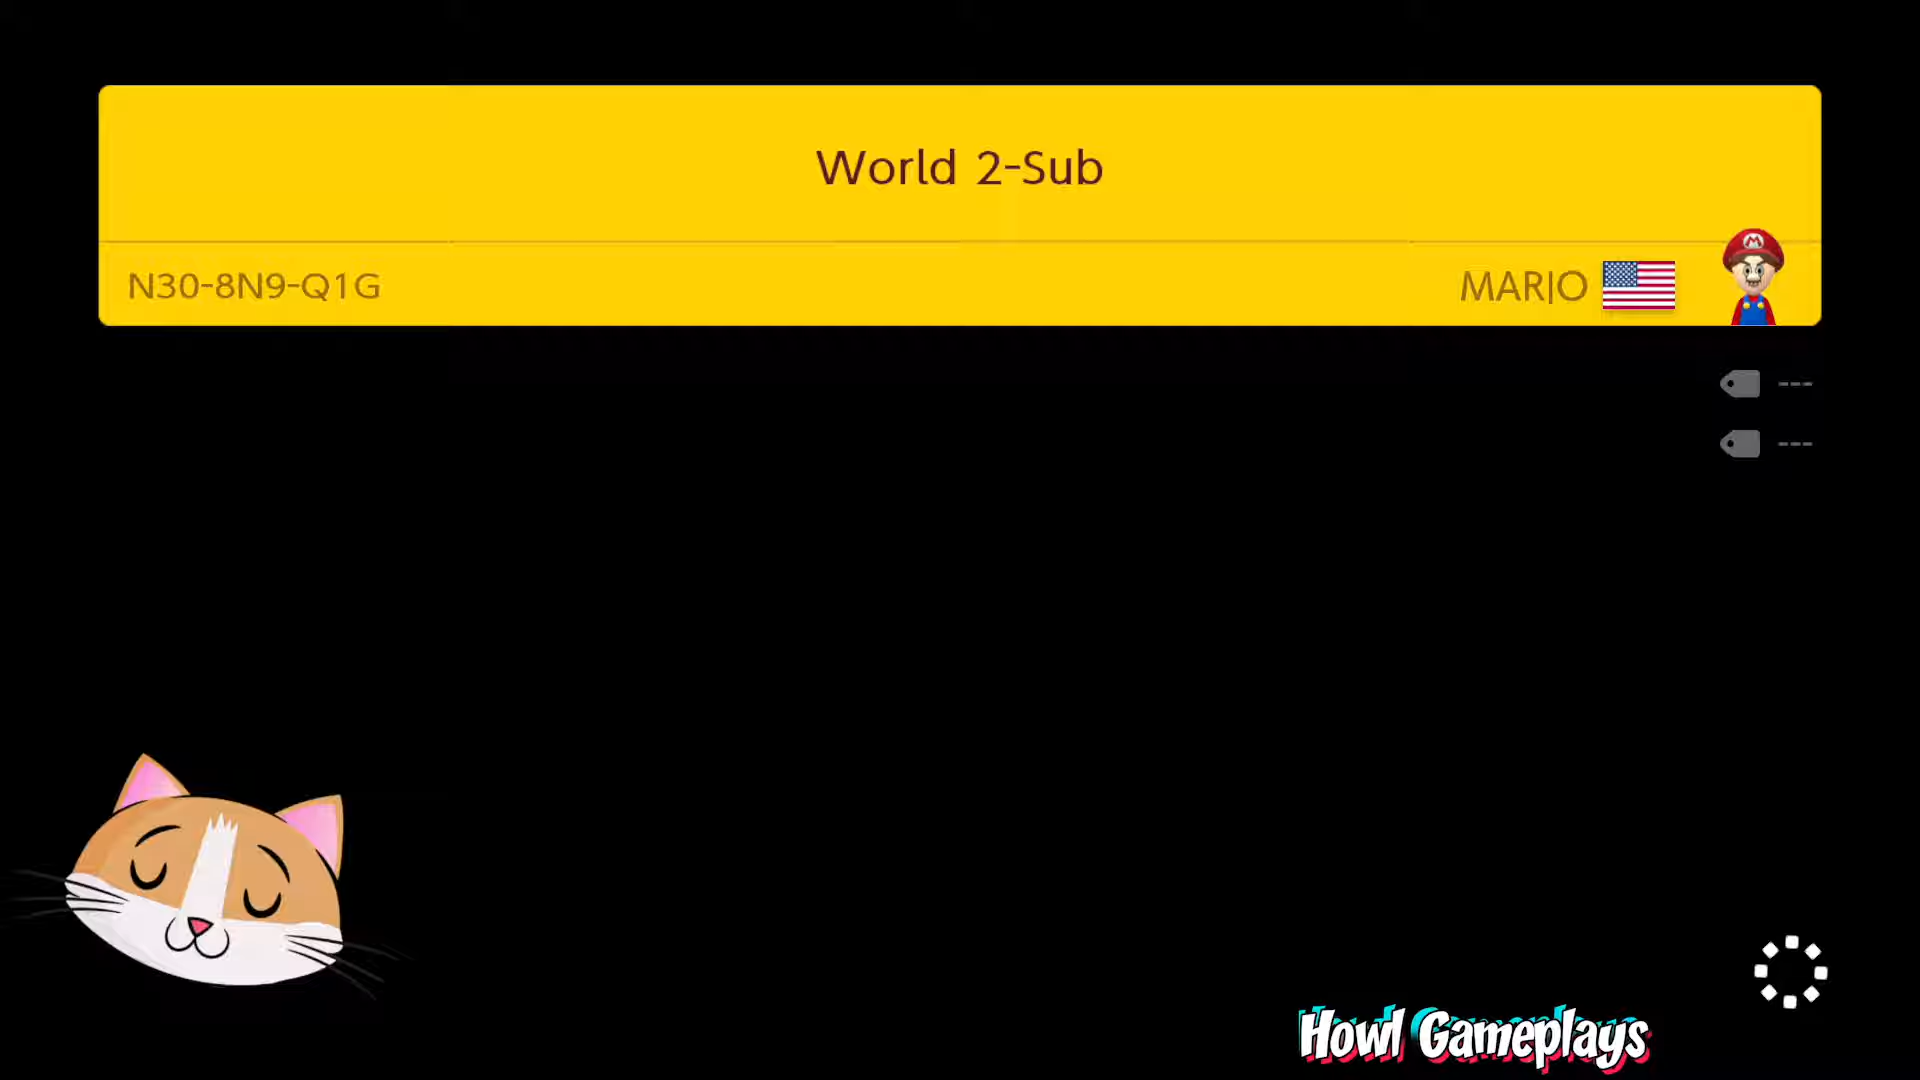 World 2-Sub
N30-8N9-Q1G
MAR|O
---
---
Howl Gameplays